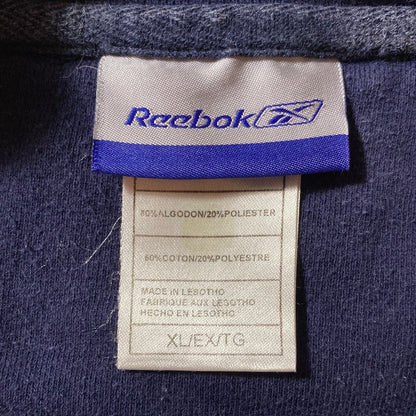 Reebok
80%ALGODON/20%POLIESTER
80%COTON/20%POLYESTRE
MADE IN LESOTHO
FABRIQUE AUX LESOTHO
HECHO EN LESOTHO
XL/EX/TG